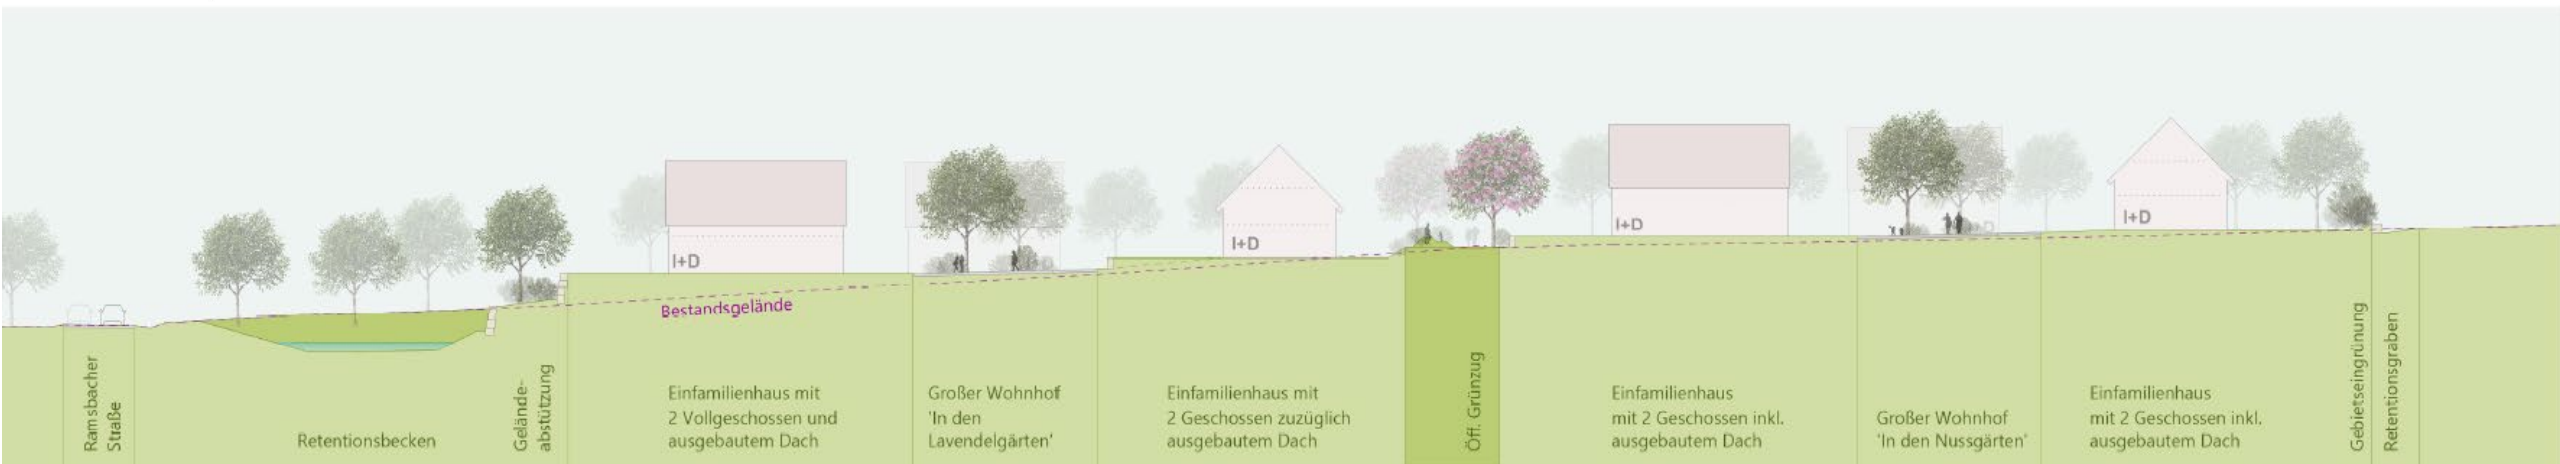 Ramsbacher
Straße
Retentionsbecken
Gelände-
abstützung
I+D
Bestandsgelände
Einfamilienhaus mit
2 Vollgeschossen und
ausgebautem Dach
Großer Wohnhof
'In den
Lavendelgärten'
I+D
Einfamilienhaus mit
2 Geschossen zuzüglich
ausgebautem Dach
Öff. Grünzug
I+D
Einfamilienhaus
mit 2 Geschossen inkl.
ausgebautem Dach
Großer Wohnhof
'In den Nussgärten'
I+D
Einfamilienhaus
mit 2 Geschossen inkl.
ausgebautem Dach
Gebietseingrünung
Retentionsgraben